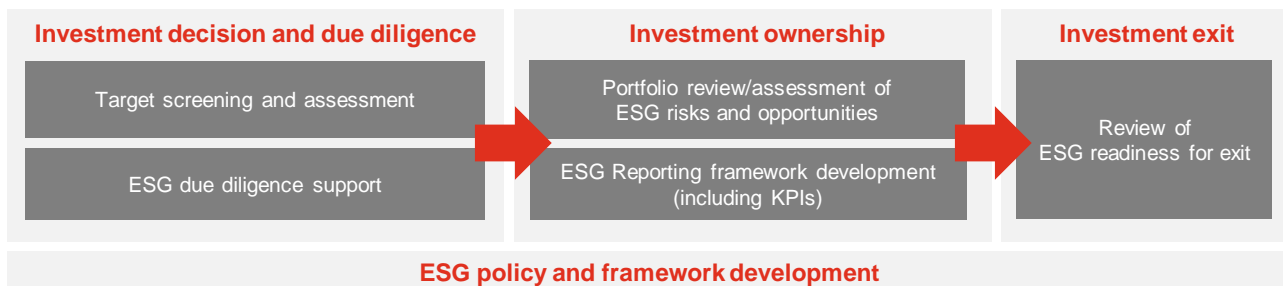 Investment decision and due diligence
Target screening and assessment
ESG due diligence support
Investment ownership
Portfolio review/assessment of
ESG risks and opportunities
ESG Reporting framework development
(including KPIs)
Investment exit
Review of
ESG readiness for exit
ESG policy and framework development